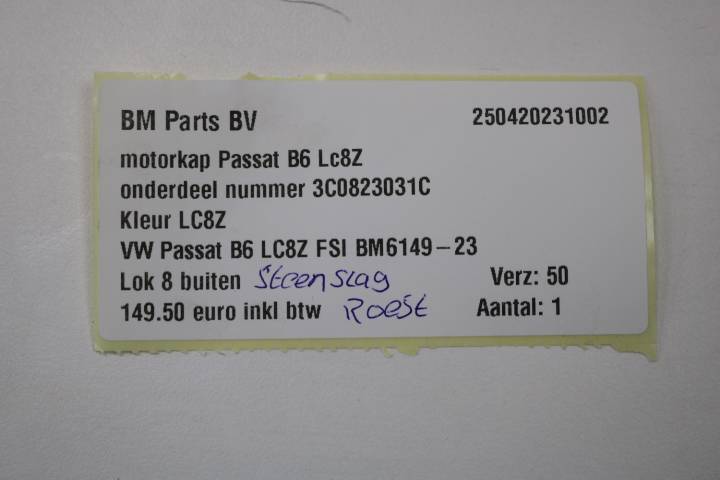 BM Parts BV 250420231002
motorkap Passat B6 Lc8Z
onderdeel nummer 3C0823031C
Kleur LC8Z
VW Passat B6 LC8Z FSI BM6149-23
Lok 8 buiten Steenslag Verz: 50
149.50 euro inkl btw Roest Aantal: 1